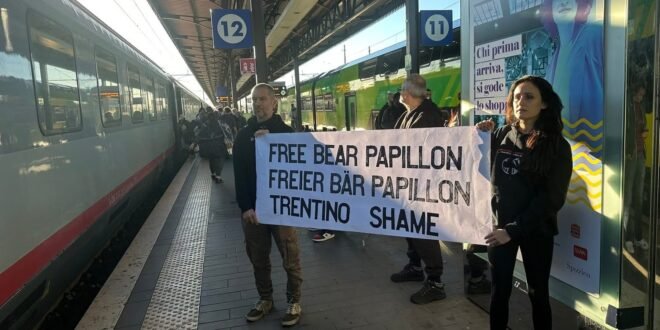 12
11
Chi prima
arriva,
si gode
lo shopping
FREE BEAR PAPILLON
FREIER BÄR PAPILLON
TRENTINO SHAME